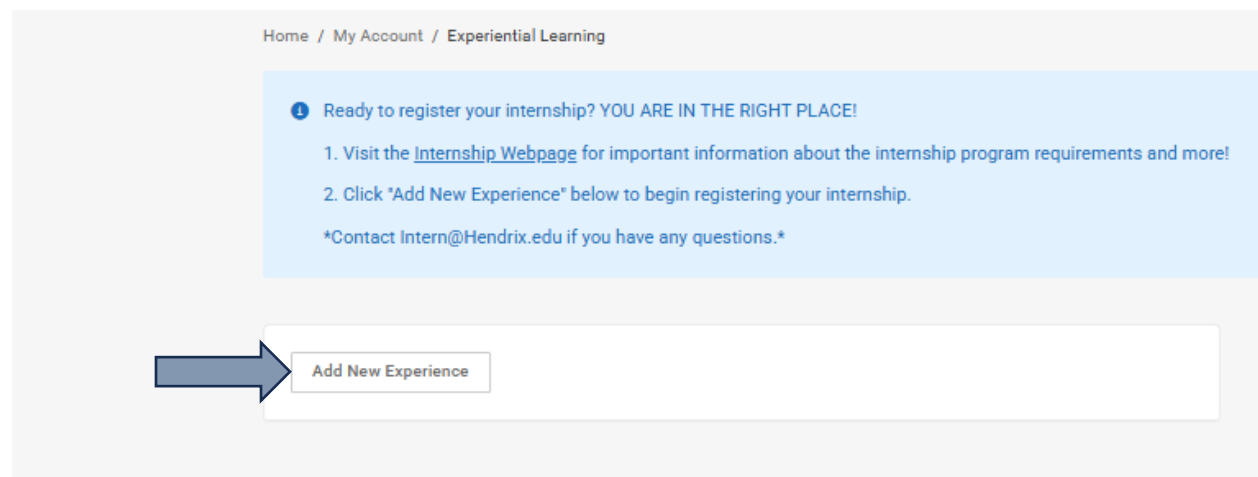 Home / My Account / Experiential Learning
Ready to register your internship? YOU ARE IN THE RIGHT PLACE!
1. Visit the Internship Webpage for important information about the internship program requirements and more!
2. Click "Add New Experience" below to begin registering your internship.
*Contact Intern@Hendrix.edu if you have any questions.*
Add New Experience